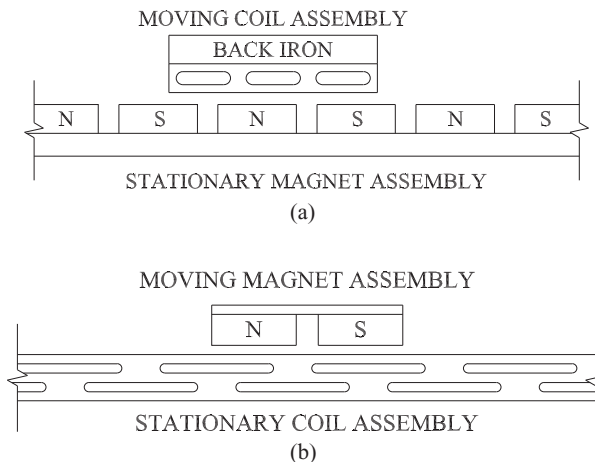 MOVING COIL ASSEMBLY
BACK IRON
N S N S N S
STATIONARY MAGNET ASSEMBLY
(a)
MOVING MAGNET ASSEMBLY
N S
STATIONARY COIL ASSEMBLY
(b)